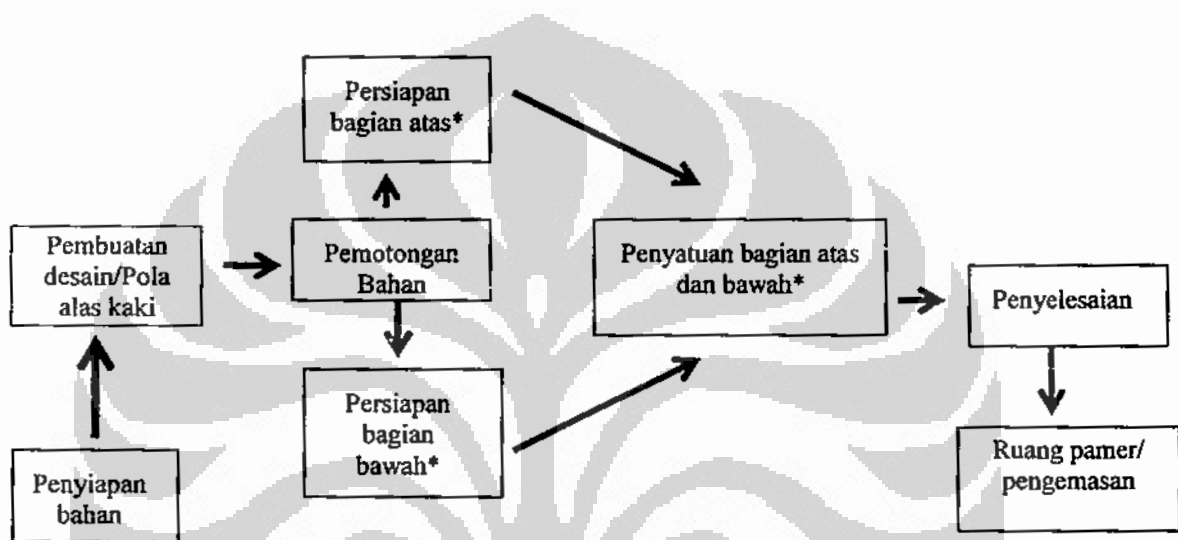 Penyiapan
bahan
Pembuatan
desain/Pola
alas kaki
Pemotongan
Bahan
Persiapan
bagian atas*
Persiapan
bagian
bawah*
Penyatuan bagian atas
dan bawah*
Penyelesaian
Ruang pamer/
pengemasan